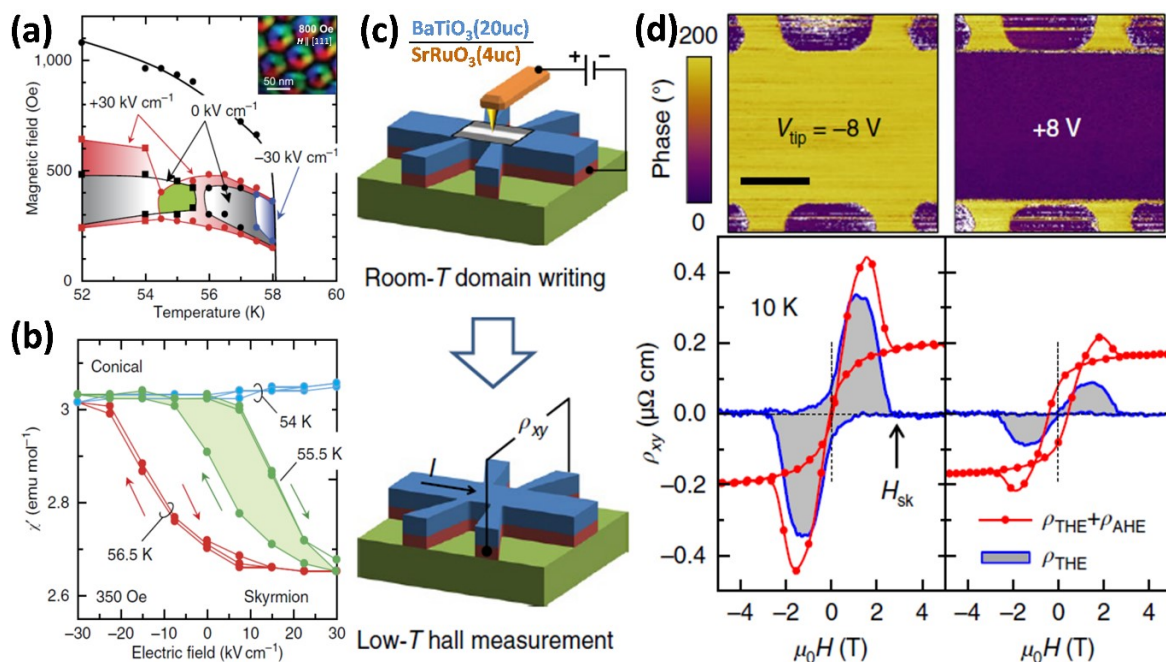 (a)
800 Oe
H || [111]
50 nm
1,000
500
0
Magnetic field (Oe)
+30 kV cm⁻¹
0 kV cm⁻¹
−30 kV cm⁻¹
52 54 56 58 60
Temperature (K)
(b)
Conical
3
2.8
2.6
χ′ (emu mol⁻¹)
54 K
55.5 K
56.5 K
350 Oe
Skyrmion
−30 −20 −10 0 10 20 30
Electric field (kV cm⁻¹)
(c)
BaTiO₃(20uc)
SrRuO₃(4uc)
+ −
Room-T domain writing
I
ρxy
Low-T hall measurement
(d)
200
Phase (°)
0
Vtip = −8 V
+8 V
0.4
0.2
0.0
−0.2
−0.4
ρxy (μΩ cm)
10 K
Hsk
ρTHE+ρAHE
ρTHE
−4 −2 0 2 4
μ0H (T)
−4 −2 0 2 4
μ0H (T)